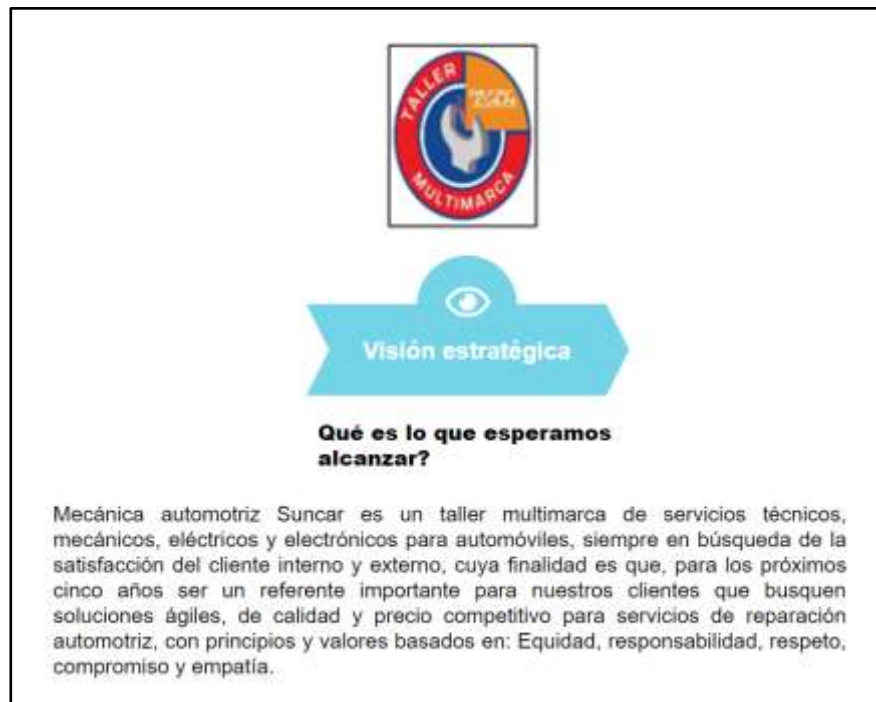 TALLER
MULTIMARCA
Visión estratégica
Qué es lo que esperamos
alcanzar?
Mecánica automotriz Suncar es un taller multimarca de servicios técnicos,
mecánicos, eléctricos y electrónicos para automóviles, siempre en búsqueda de la
satisfacción del cliente interno y externo, cuya finalidad es que, para los próximos
cinco años ser un referente importante para nuestros clientes que busquen
soluciones ágiles, de calidad y precio competitivo para servicios de reparación
automotriz, con principios y valores basados en: Equidad, responsabilidad, respeto,
compromiso y empatía.